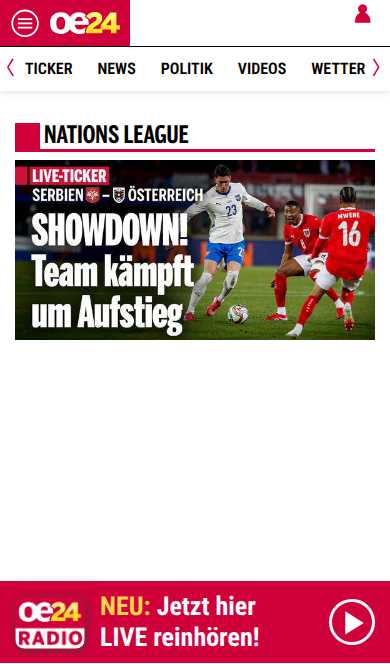 oe24
TICKER NEWS POLITIK VIDEOS WETTER
NATIONS LEAGUE
LIVE-TICKER
SERBIEN – ÖSTERREICH
SHOWDOWN!
Team kämpft
um Aufstieg
23
8
MWENE
16
oe24
RADIO
NEU: Jetzt hier
LIVE reinhören!